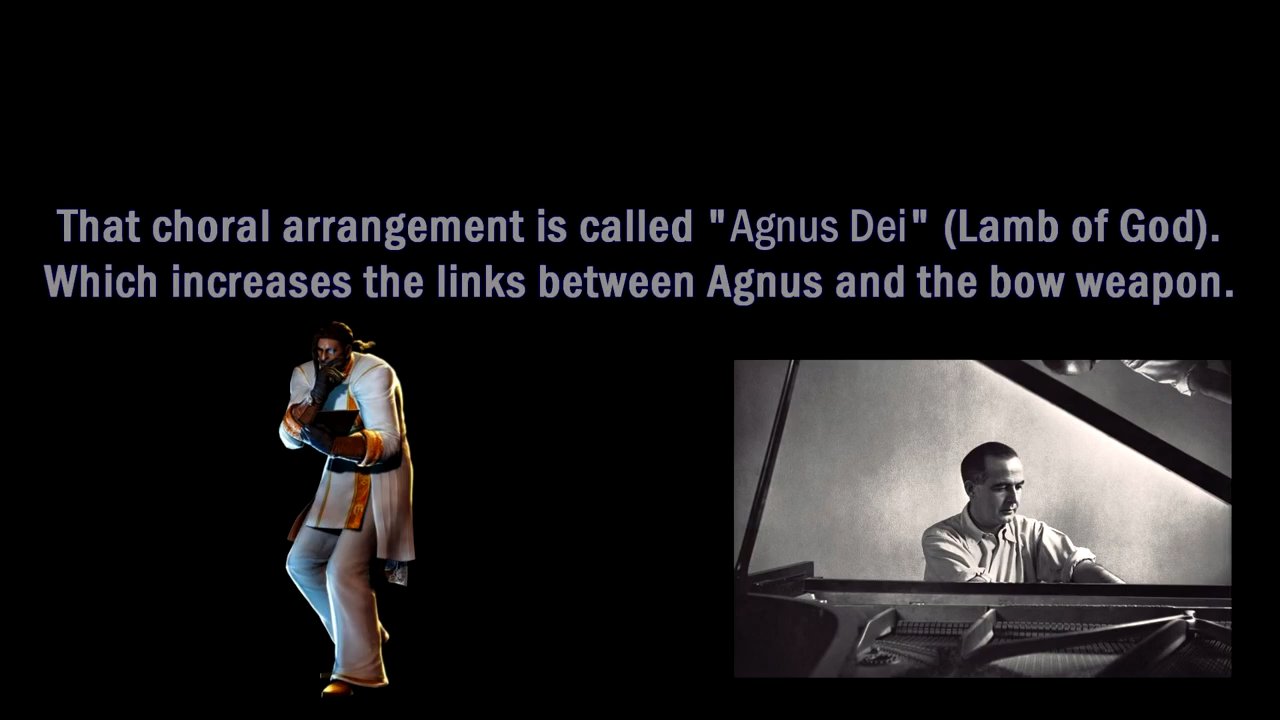 That choral arrangement is called "Agnus Dei" (Lamb of God).
Which increases the links between Agnus and the bow weapon.